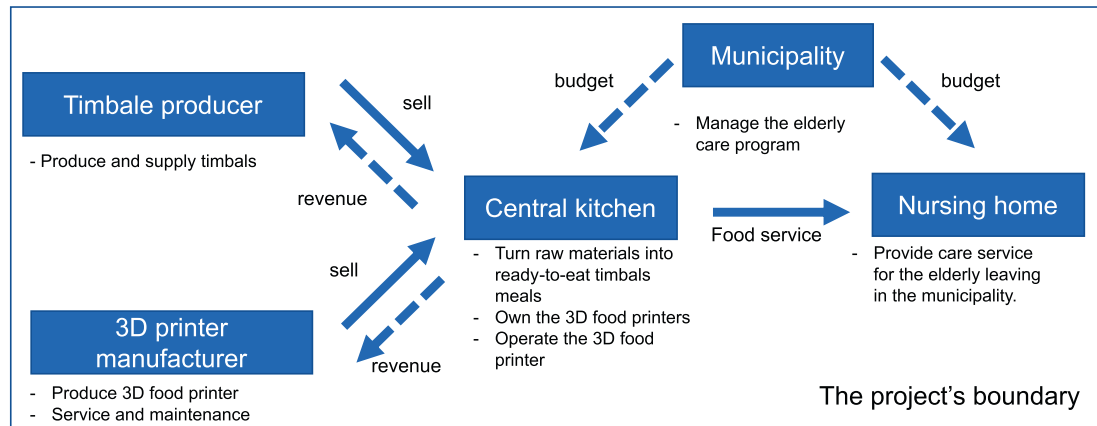 Municipality
budget
budget
- Manage the elderly
care program
Timbale producer
- Produce and supply timbals
sell
revenue
Central kitchen
- Turn raw materials into
ready-to-eat timbals
meals
- Own the 3D food printers
- Operate the 3D food
printer
Food service
Nursing home
- Provide care service
for the elderly leaving
in the municipality.
sell
revenue
3D printer
manufacturer
- Produce 3D food printer
- Service and maintenance
The project’s boundary